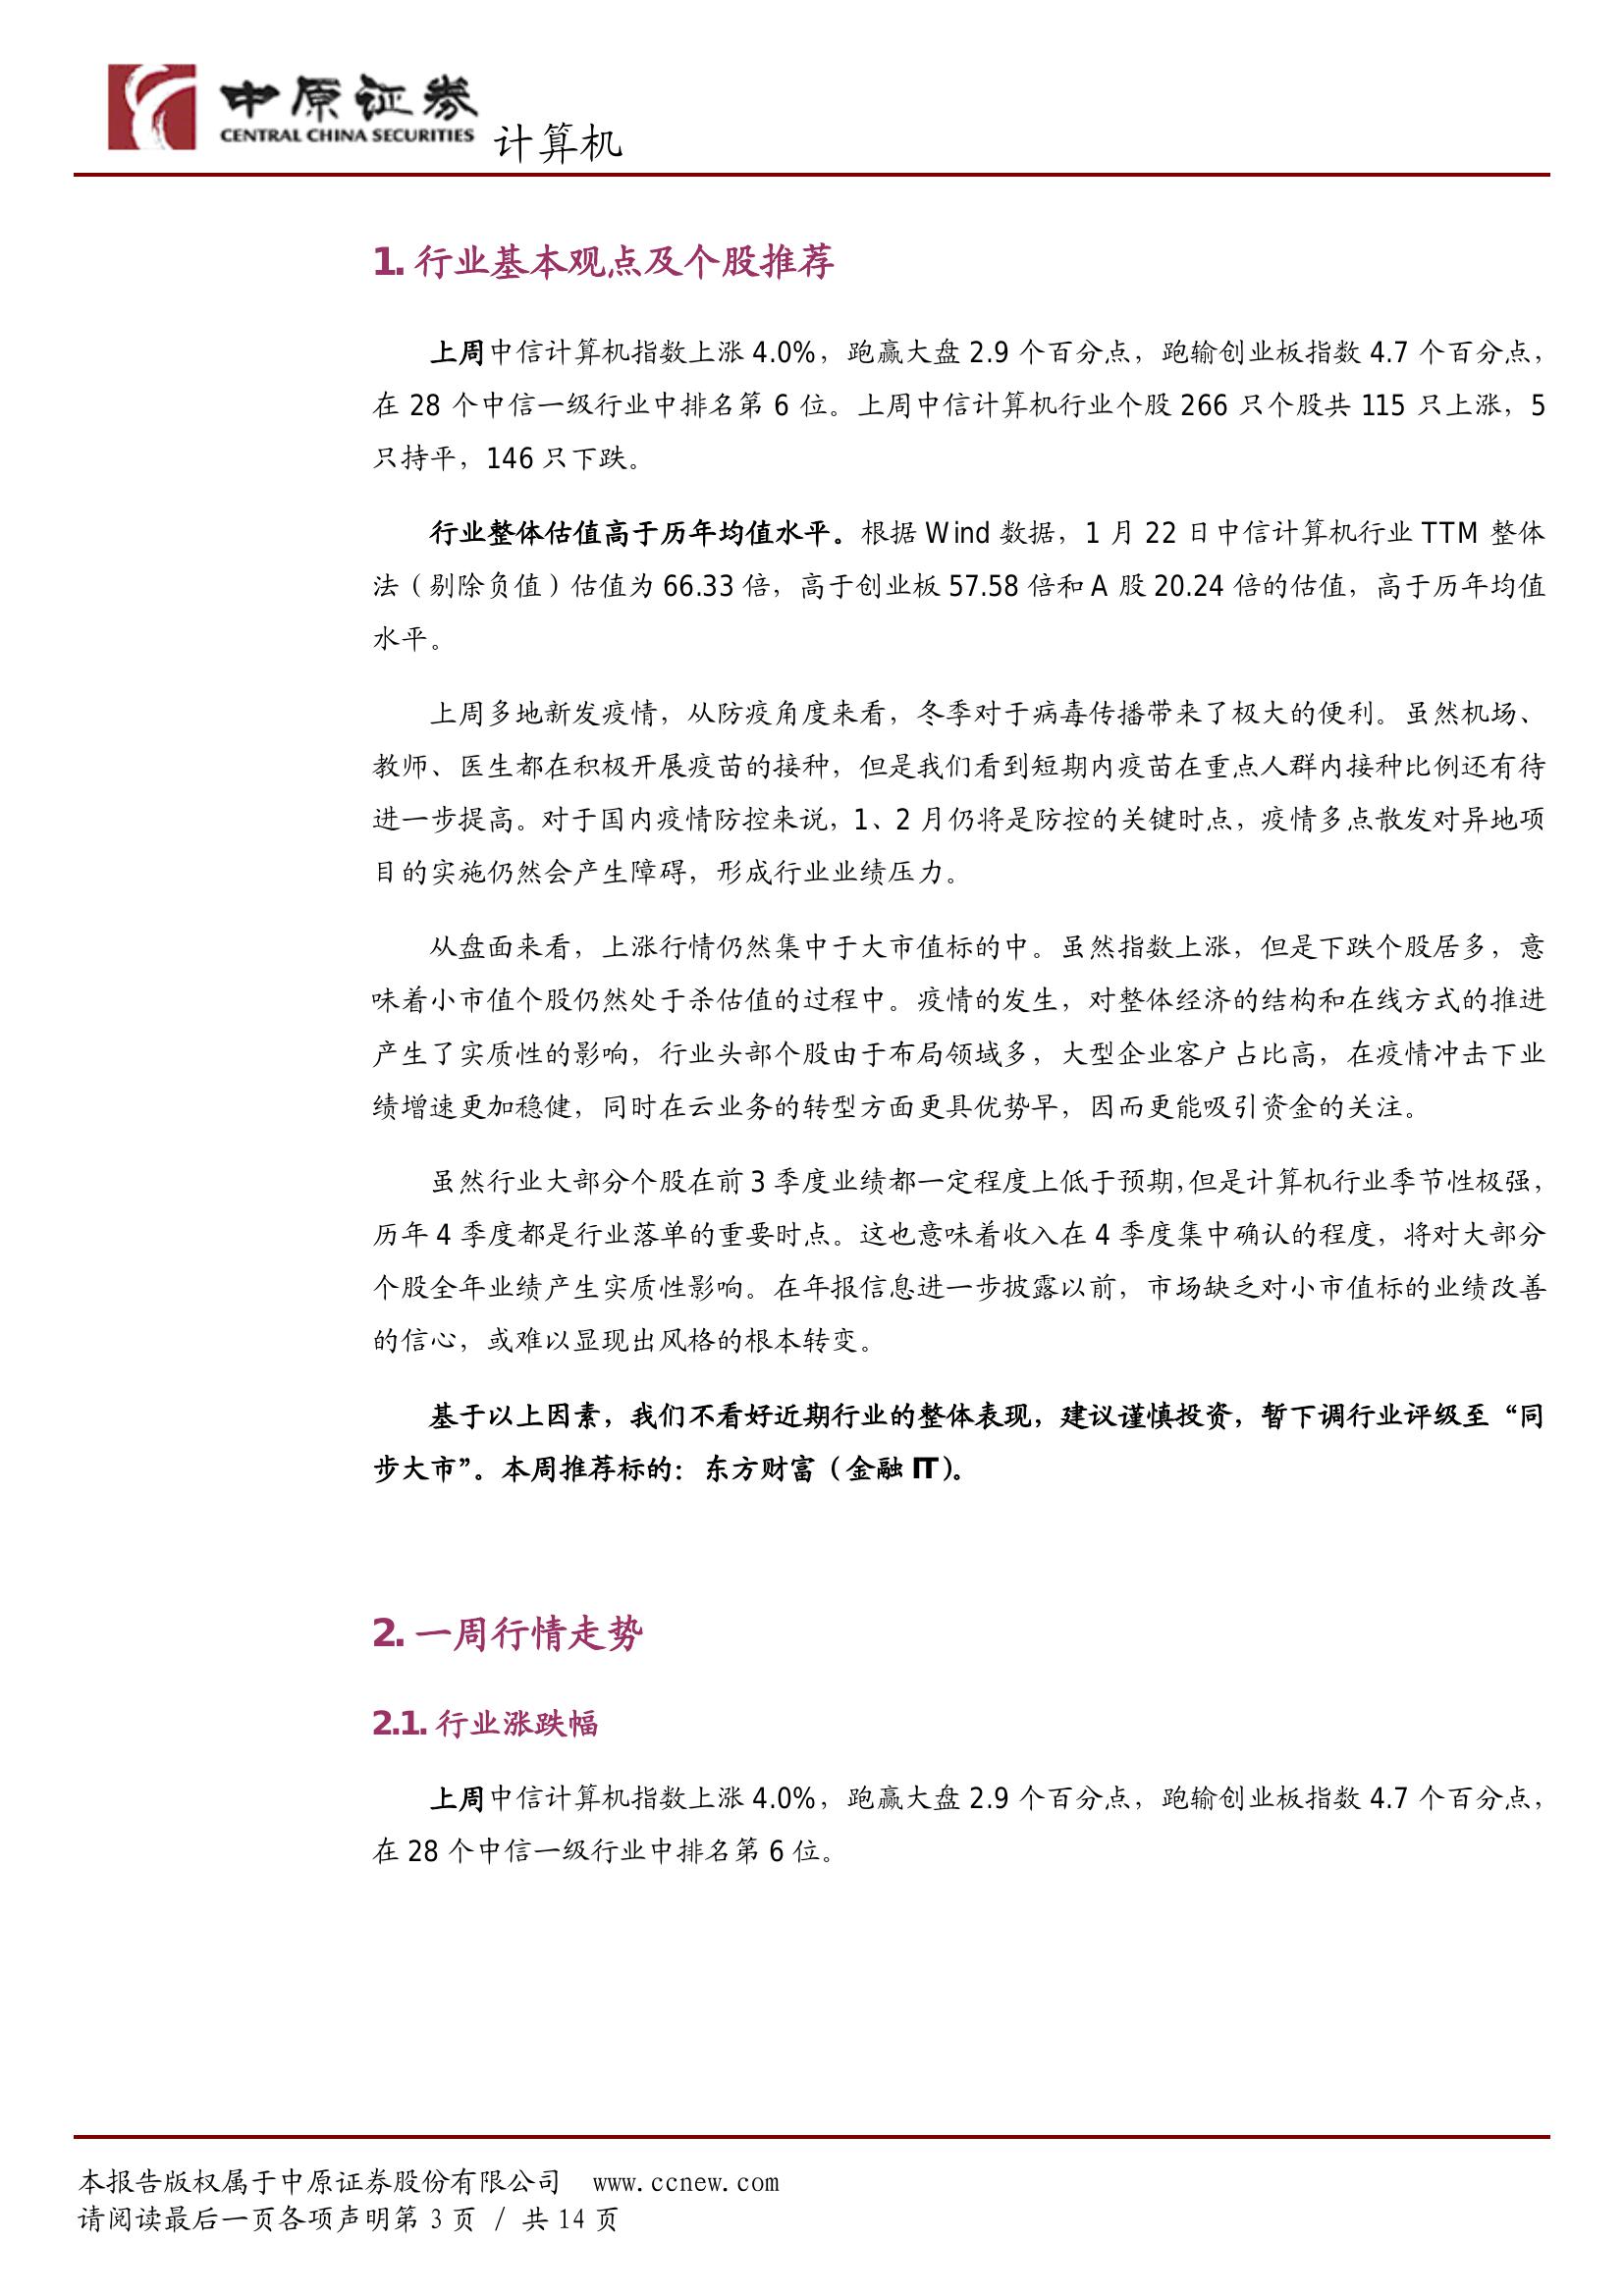 中原证券
CENTRAL CHINA SECURITIES
计算机
1. 行业基本观点及个股推荐
上周中信计算机指数上涨 4.0%，跑赢大盘 2.9 个百分点，跑输创业板指数 4.7 个百分点，
在 28 个中信一级行业中排名第 6 位。上周中信计算机行业个股 266 只个股共 115 只上涨，5
只持平，146 只下跌。
行业整体估值高于历年均值水平。根据 Wind 数据，1 月 22 日中信计算机行业 TTM 整体
法（剔除负值）估值为 66.33 倍，高于创业板 57.58 倍和 A 股 20.24 倍的估值，高于历年均值
水平。
上周多地新发疫情，从防疫角度来看，冬季对于病毒传播带来了极大的便利。虽然机场、
教师、医生都在积极开展疫苗的接种，但是我们看到短期内疫苗在重点人群内接种比例还有待
进一步提高。对于国内疫情防控来说，1、2 月仍将是防控的关键时点，疫情多点散发对异地项
目的实施仍然会产生障碍，形成行业业绩压力。
从盘面来看，上涨行情仍然集中于大市值标的中。虽然指数上涨，但是下跌个股居多，意
味着小市值个股仍然处于杀估值的过程中。疫情的发生，对整体经济的结构和在线方式的推进
产生了实质性的影响，行业头部个股由于布局领域多，大型企业客户占比高，在疫情冲击下业
绩增速更加稳健，同时在云业务的转型方面更具优势早，因而更能吸引资金的关注。
虽然行业大部分个股在前 3 季度业绩都一定程度上低于预期，但是计算机行业季节性极强，
历年 4 季度都是行业落单的重要时点。这也意味着收入在 4 季度集中确认的程度，将对大部分
个股全年业绩产生实质性影响。在年报信息进一步披露以前，市场缺乏对小市值标的业绩改善
的信心，或难以显现出风格的根本转变。
基于以上因素，我们不看好近期行业的整体表现，建议谨慎投资，暂下调行业评级至“同
步大市”。本周推荐标的：东方财富（金融 IT）。
2. 一周行情走势
2.1. 行业涨跌幅
上周中信计算机指数上涨 4.0%，跑赢大盘 2.9 个百分点，跑输创业板指数 4.7 个百分点，
在 28 个中信一级行业中排名第 6 位。
本报告版权属于中原证券股份有限公司 www.ccnew.com
请阅读最后一页各项声明第 3 页 / 共 14 页